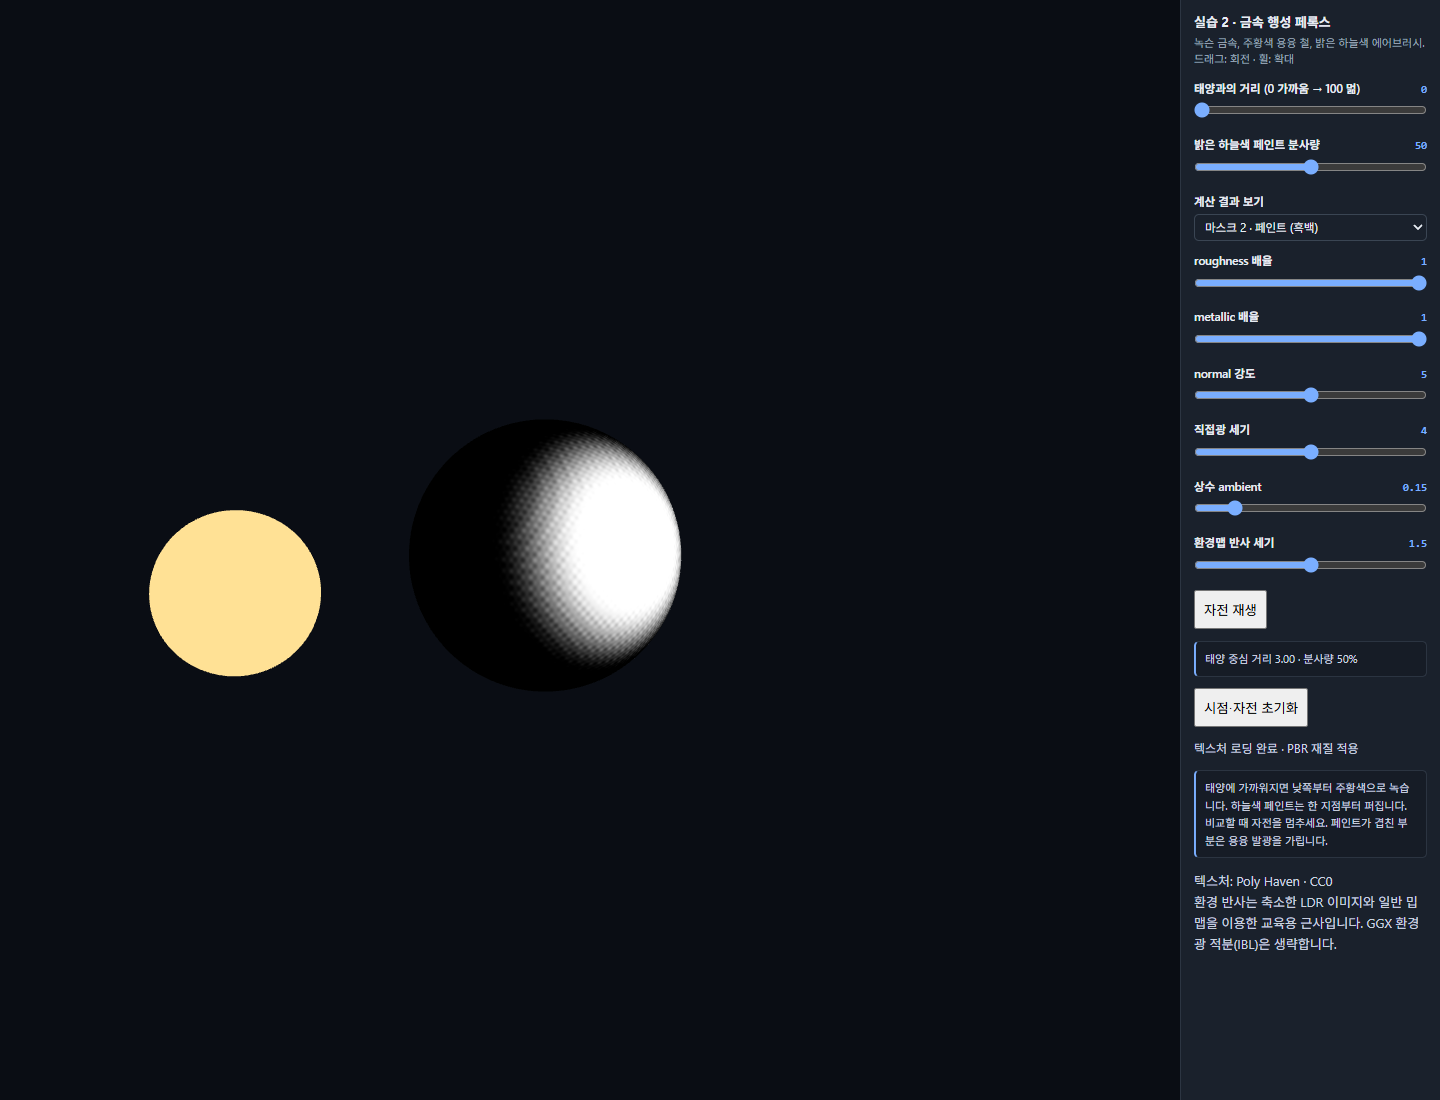 실습 2 - 금속 행성 페록스
녹슨 금속, 주황색 용융 철, 밝은 하늘색 에어브러시.
드래그: 회전 · 휠: 확대
태양과의 거리 (0 가까움 → 100 멂) 0
밝은 하늘색 페인트 분사량 50
계산 결과 보기
마스크 2 · 페인트 (흑백)
roughness 배율 1
metallic 배율 1
normal 강도 5
직접광 세기 4
상수 ambient 0.15
환경맵 반사 세기 1.5
자전 재생
태양 중심 거리 3.00 · 분사량 50%
시점·자전 초기화
텍스처 로딩 완료 · PBR 재질 적용
태양에 가까워지면 낮쪽부터 주황색으로 녹습
니다. 하늘색 페인트는 한 지점부터 퍼집니다.
비교할 때 자전을 멈추세요. 페인트가 겹친 부
분은 용융 발광을 가립니다.
텍스처: Poly Haven · CC0
환경 반사는 축소한 LDR 이미지와 일반 밉
맵을 이용한 교육용 근사입니다. GGX 환경
광 적분(IBL)은 생략합니다.